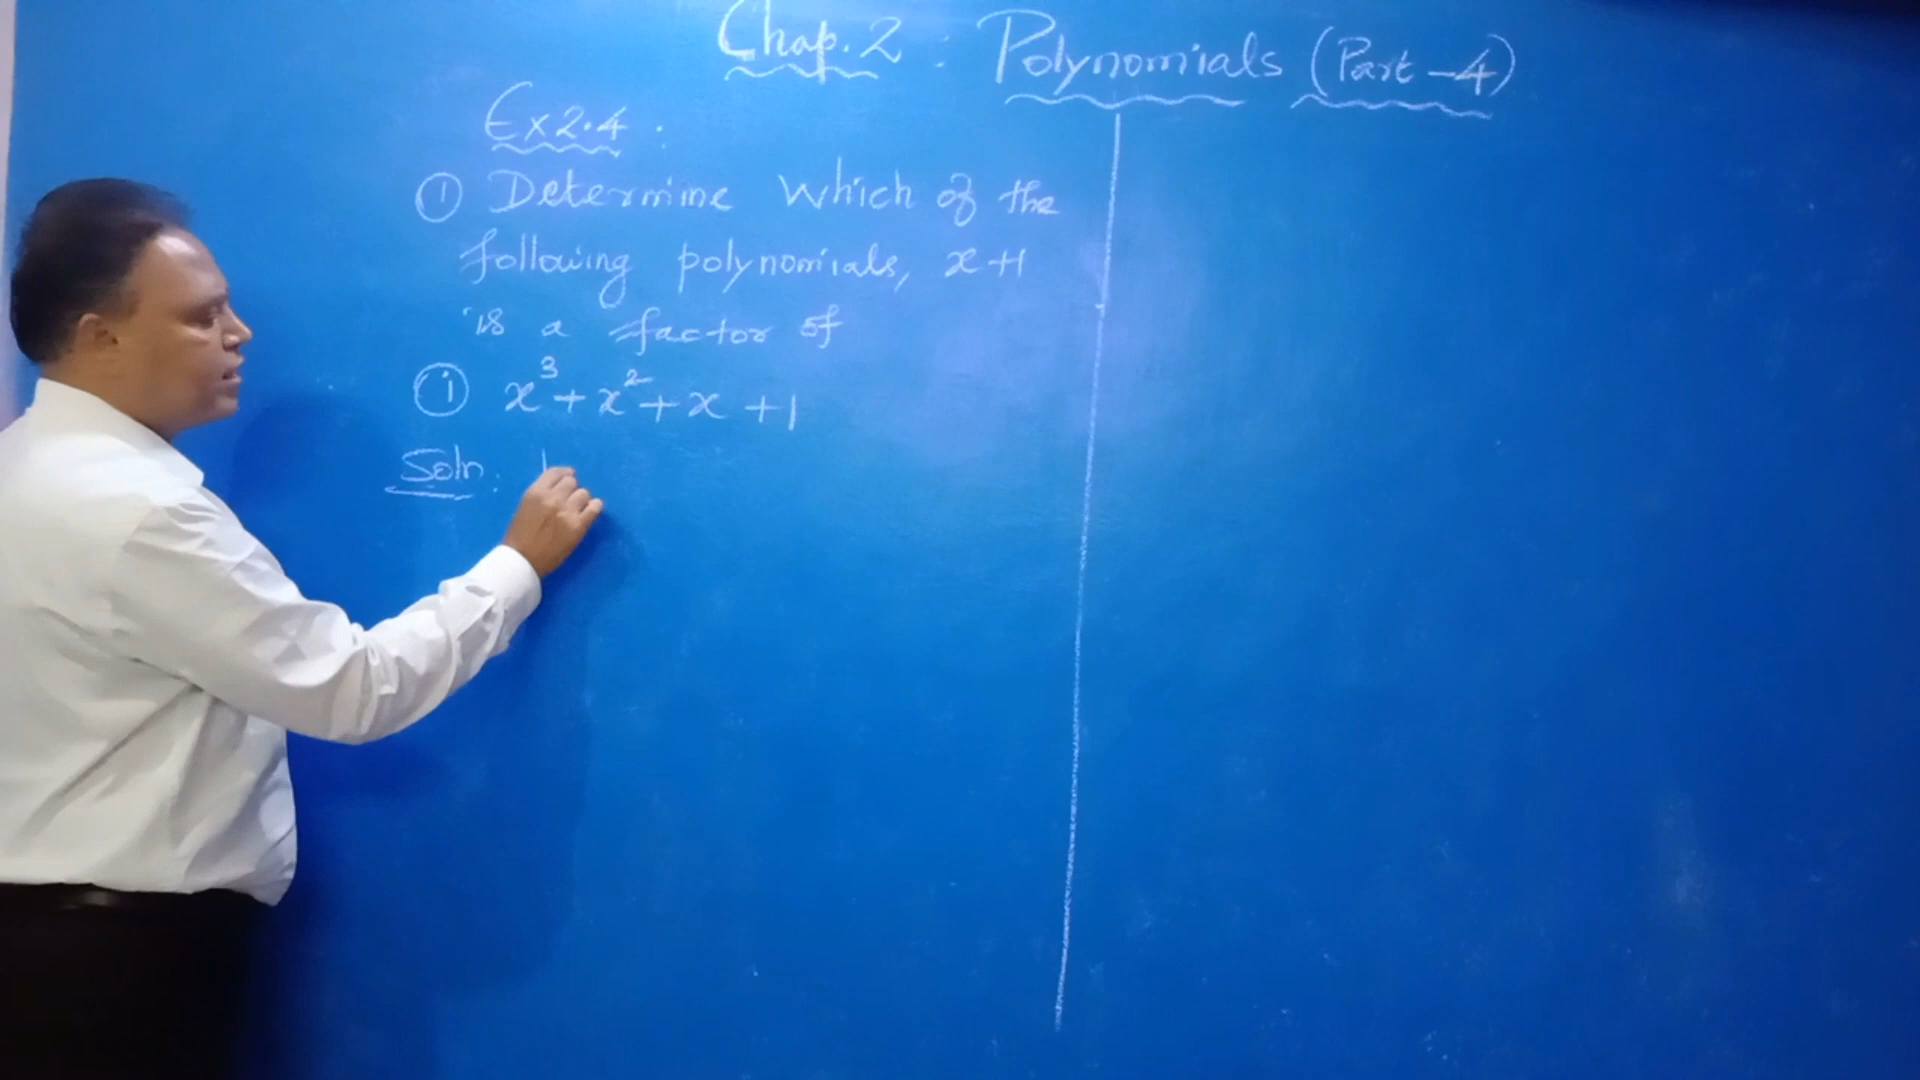 Chap. 2 : Polynomials (Part -4)
Ex 2.4 :
① Determine which of the
following polynomials, x+1
is a factor of
ⓘ x³+x²+x+1
Soln.